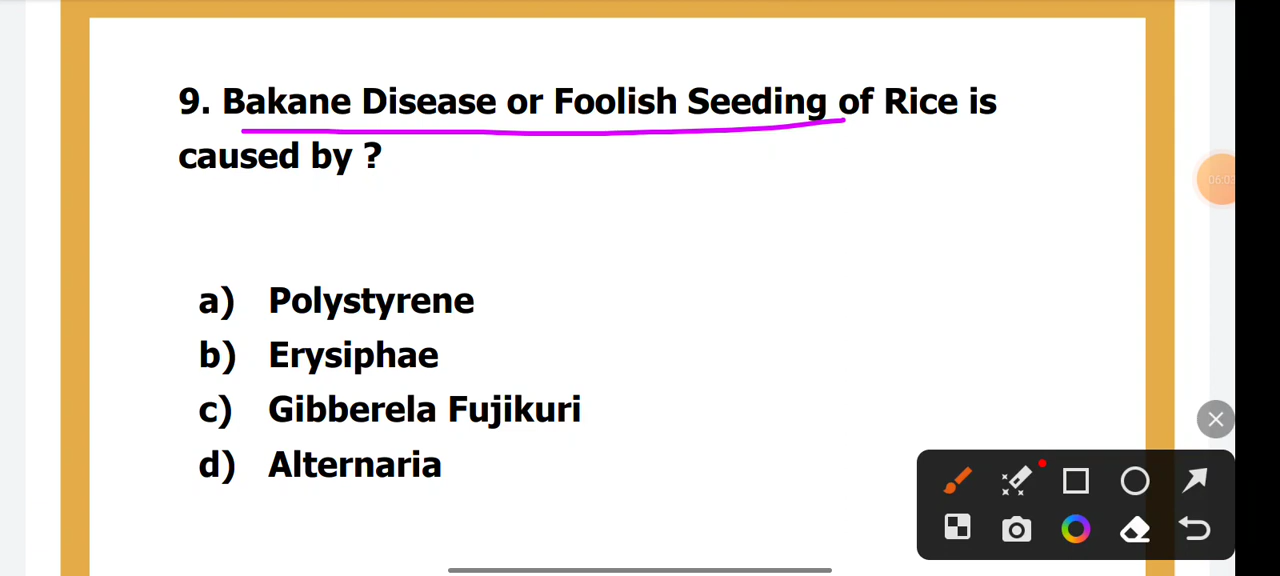 9. Bakane Disease or Foolish Seeding of Rice is
caused by ?
a) Polystyrene
b) Erysiphae
c) Gibberela Fujikuri
d) Alternaria